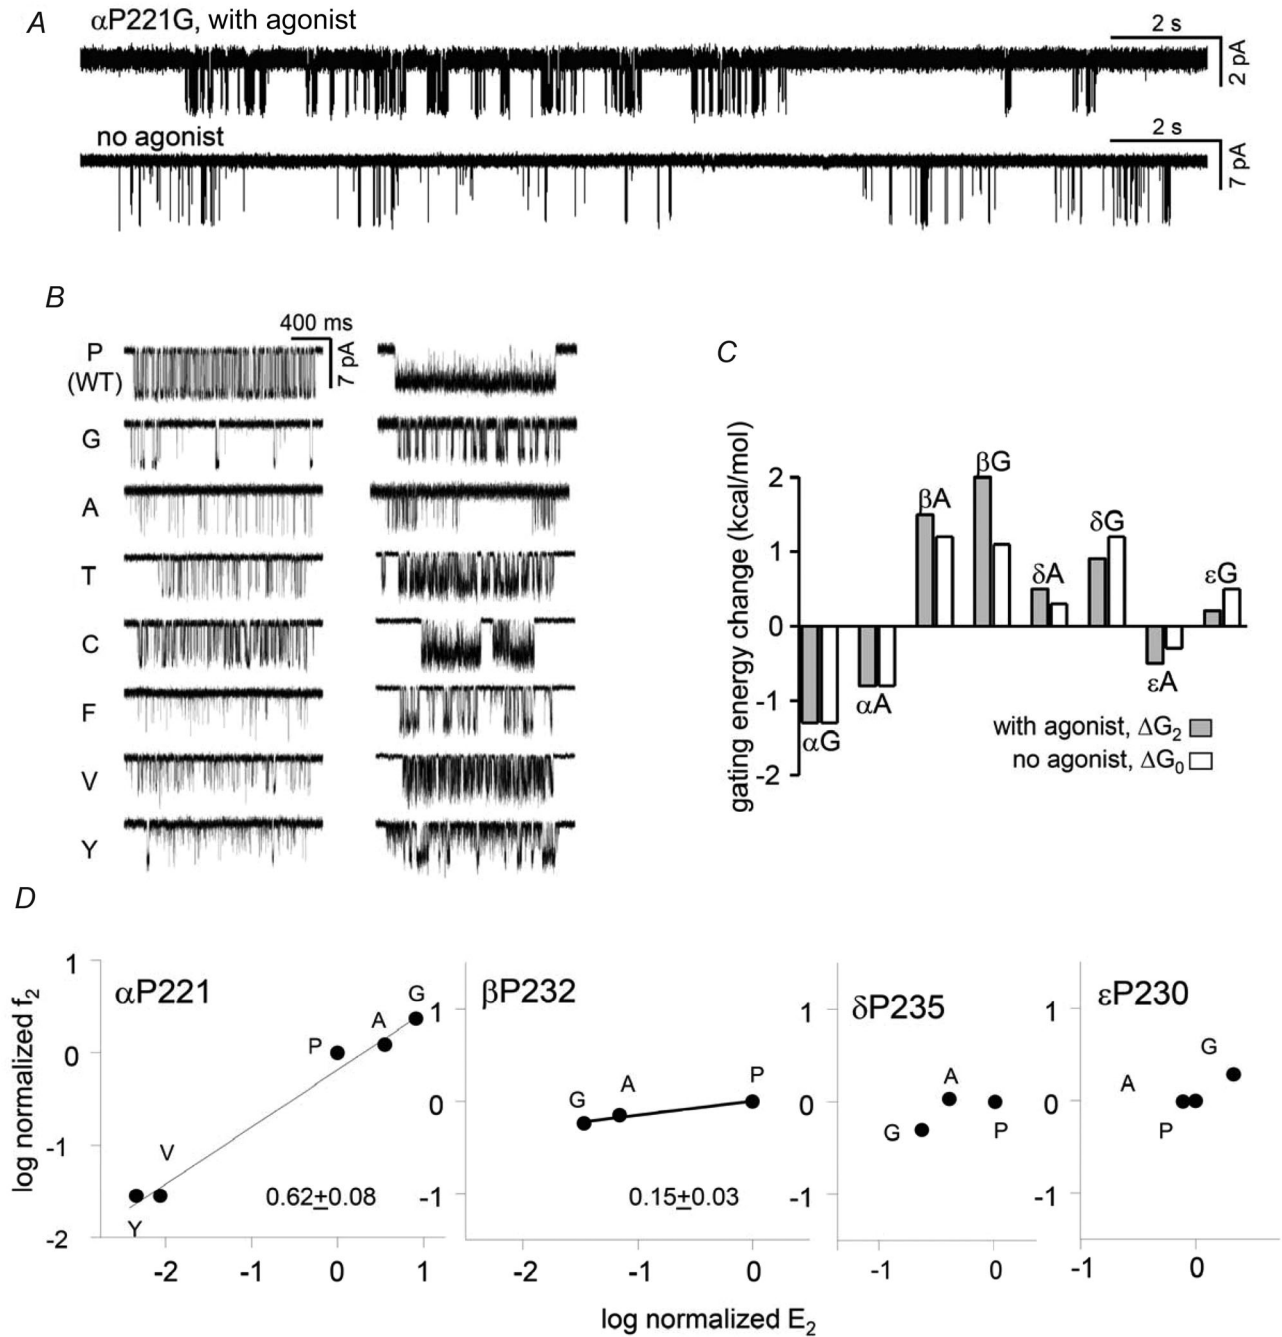 A
αP221G, with agonist
2 s
2 pA
no agonist
2 s
7 pA
B
400 ms
7 pA
P
(WT)
G
A
T
C
F
V
Y
C
gating energy change (kcal/mol)
2
1
0
-1
-2
αG
αA
βA
βG
δA
δG
εA
εG
with agonist, ΔG₂
no agonist, ΔG₀
D
log normalized f₂
1
0
-1
-2
αP221
G
A
P
V
Y
0.62±0.08
-2
-1
0
1
βP232
1
0
-1
G
A
P
0.15±0.03
-2
0
δP235
1
0
-1
A
G
P
-1
0
εP230
1
0
-1
G
A
P
-1
0
log normalized E₂